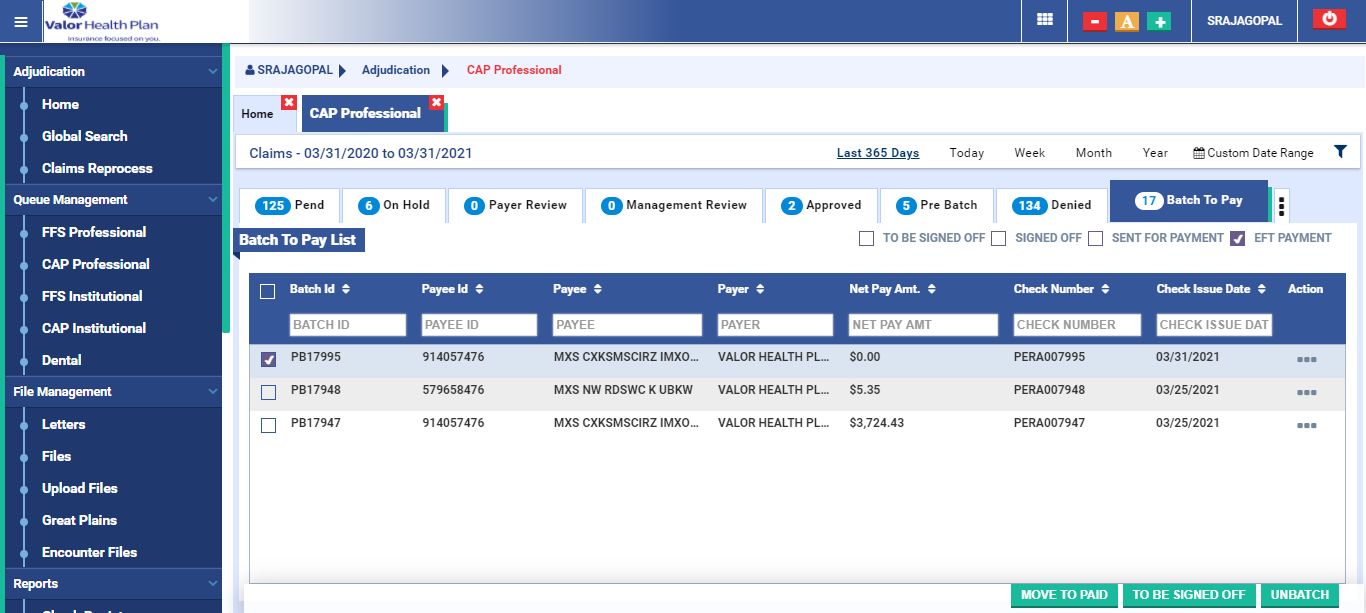 Valor Health Plan
Insurance focused on you.
A
SRAJAGOPAL
Adjudication
Home
Global Search
Claims Reprocess
Queue Management
FFS Professional
CAP Professional
FFS Institutional
CAP Institutional
Dental
File Management
Letters
Files
Upload Files
Great Plains
Encounter Files
Reports
SRAJAGOPAL Adjudication CAP Professional
Home CAP Professional
Claims - 03/31/2020 to 03/31/2021 Last 365 Days Today Week Month Year Custom Date Range
125 Pend 6 On Hold 0 Payer Review 0 Management Review 2 Approved 5 Pre Batch 134 Denied 17 Batch To Pay
Batch To Pay List TO BE SIGNED OFF SIGNED OFF SENT FOR PAYMENT EFT PAYMENT
Batch Id Payee Id Payee Payer Net Pay Amt. Check Number Check Issue Date Action
BATCH ID PAYEE ID PAYEE PAYER NET PAY AMT CHECK NUMBER CHECK ISSUE DAT
PB17995 914057476 MXS CXKSMSCIRZ IMXO... VALOR HEALTH PL... $0.00 PERA007995 03/31/2021
PB17948 579658476 MXS NW RDSWC K UBKW VALOR HEALTH PL... $5.35 PERA007948 03/25/2021
PB17947 914057476 MXS CXKSMSCIRZ IMXO... VALOR HEALTH PL... $3,724.43 PERA007947 03/25/2021
MOVE TO PAID TO BE SIGNED OFF UNBATCH